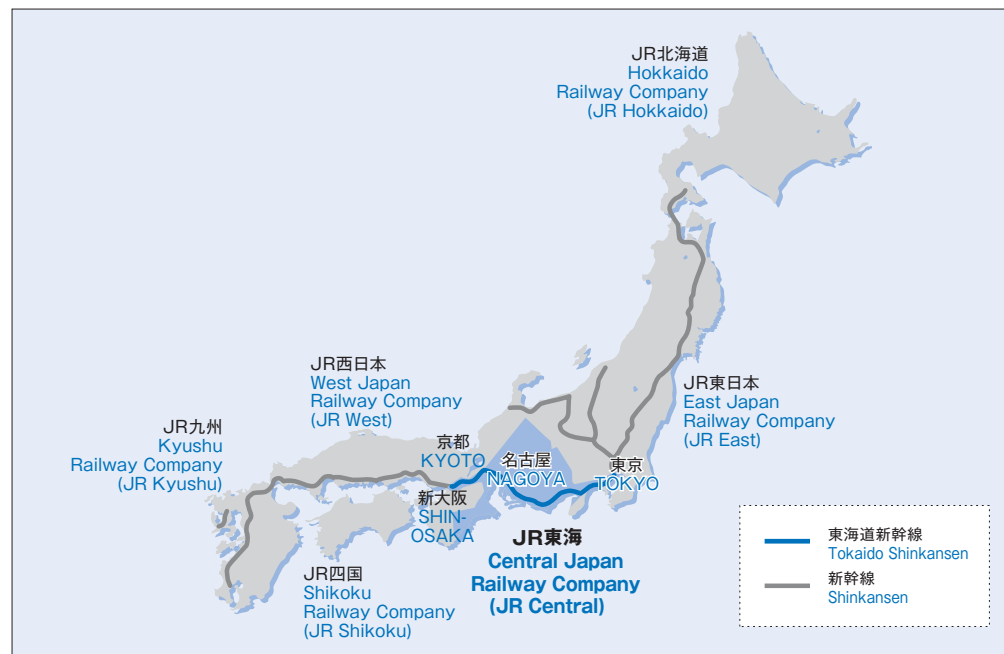 JR北海道
Hokkaido
Railway Company
(JR Hokkaido)
JR西日本
West Japan
Railway Company
(JR West)
JR東日本
East Japan
Railway Company
(JR East)
JR九州
Kyushu
Railway Company
(JR Kyushu)
京都
KYOTO
名古屋
NAGOYA
東京
TOKYO
新大阪
SHIN-
OSAKA
JR東海
Central Japan
Railway Company
(JR Central)
JR四国
Shikoku
Railway Company
(JR Shikoku)
東海道新幹線
Tokaido Shinkansen
新幹線
Shinkansen